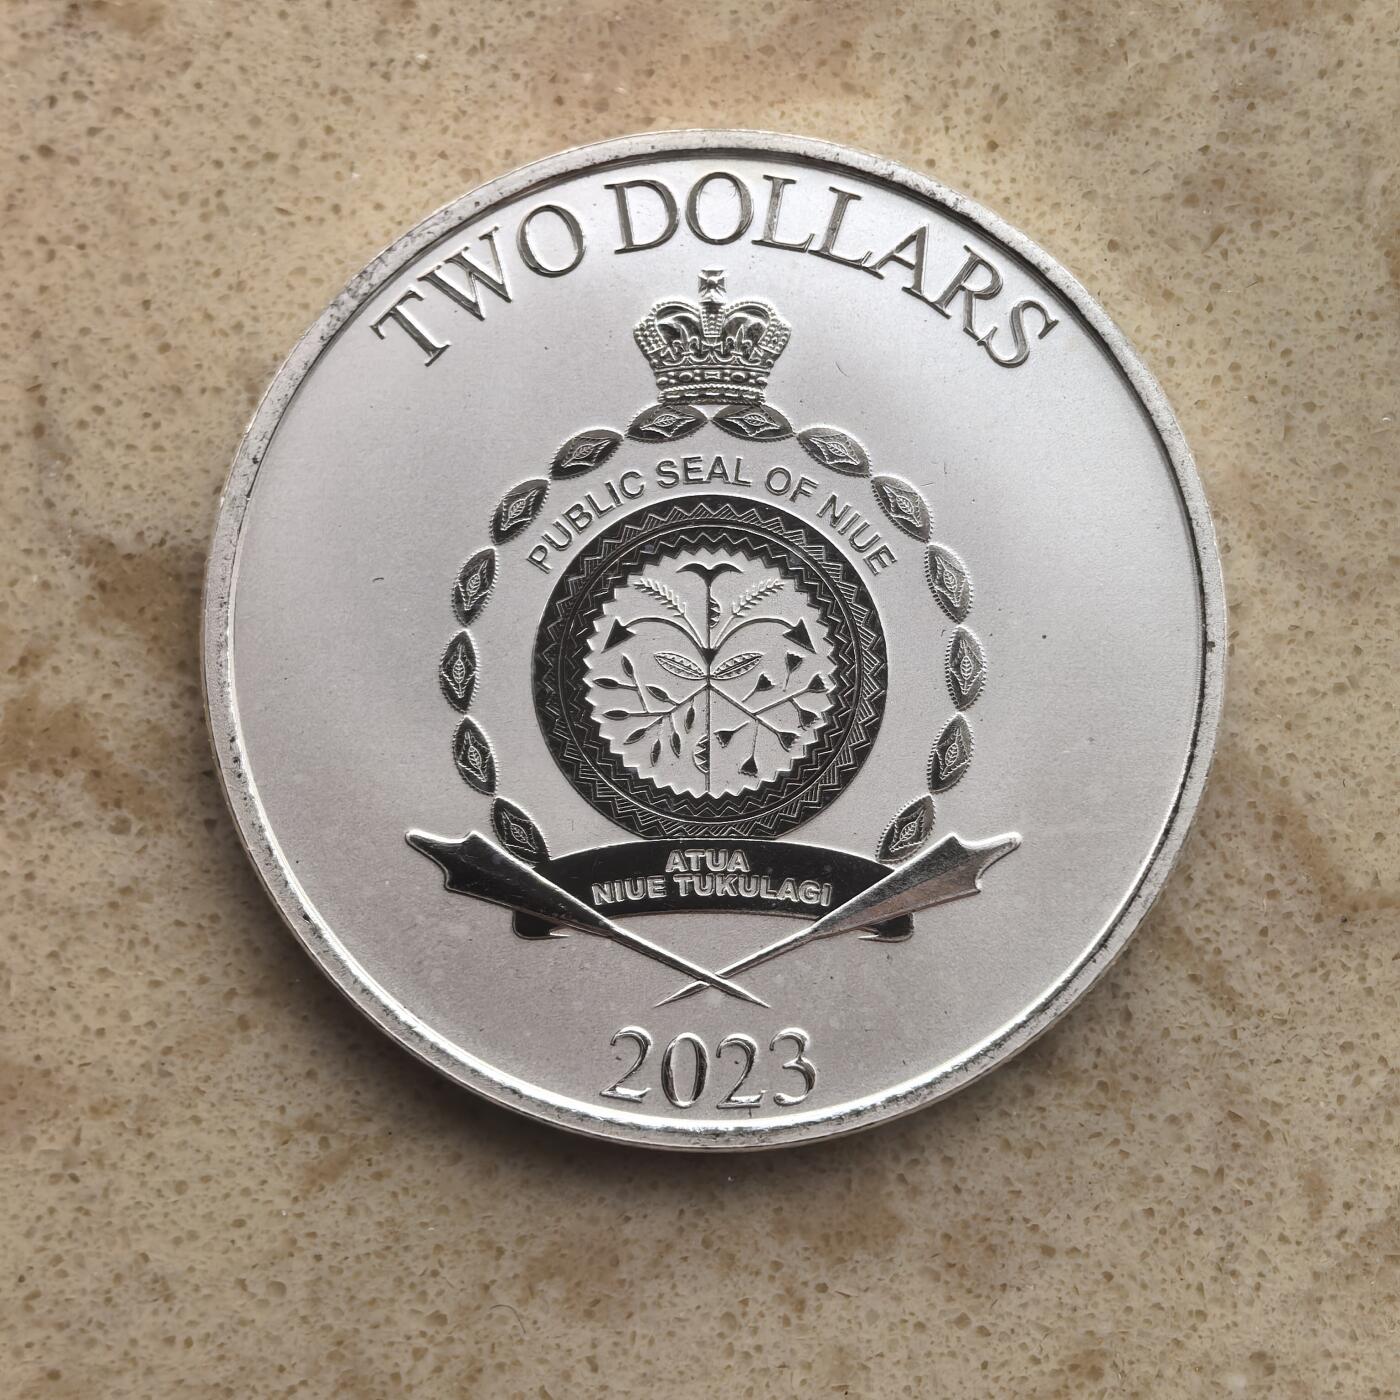 TWO DOLLARS
PUBLIC SEAL OF NIUE
ATUA
NIUE TUKULAGI
2023